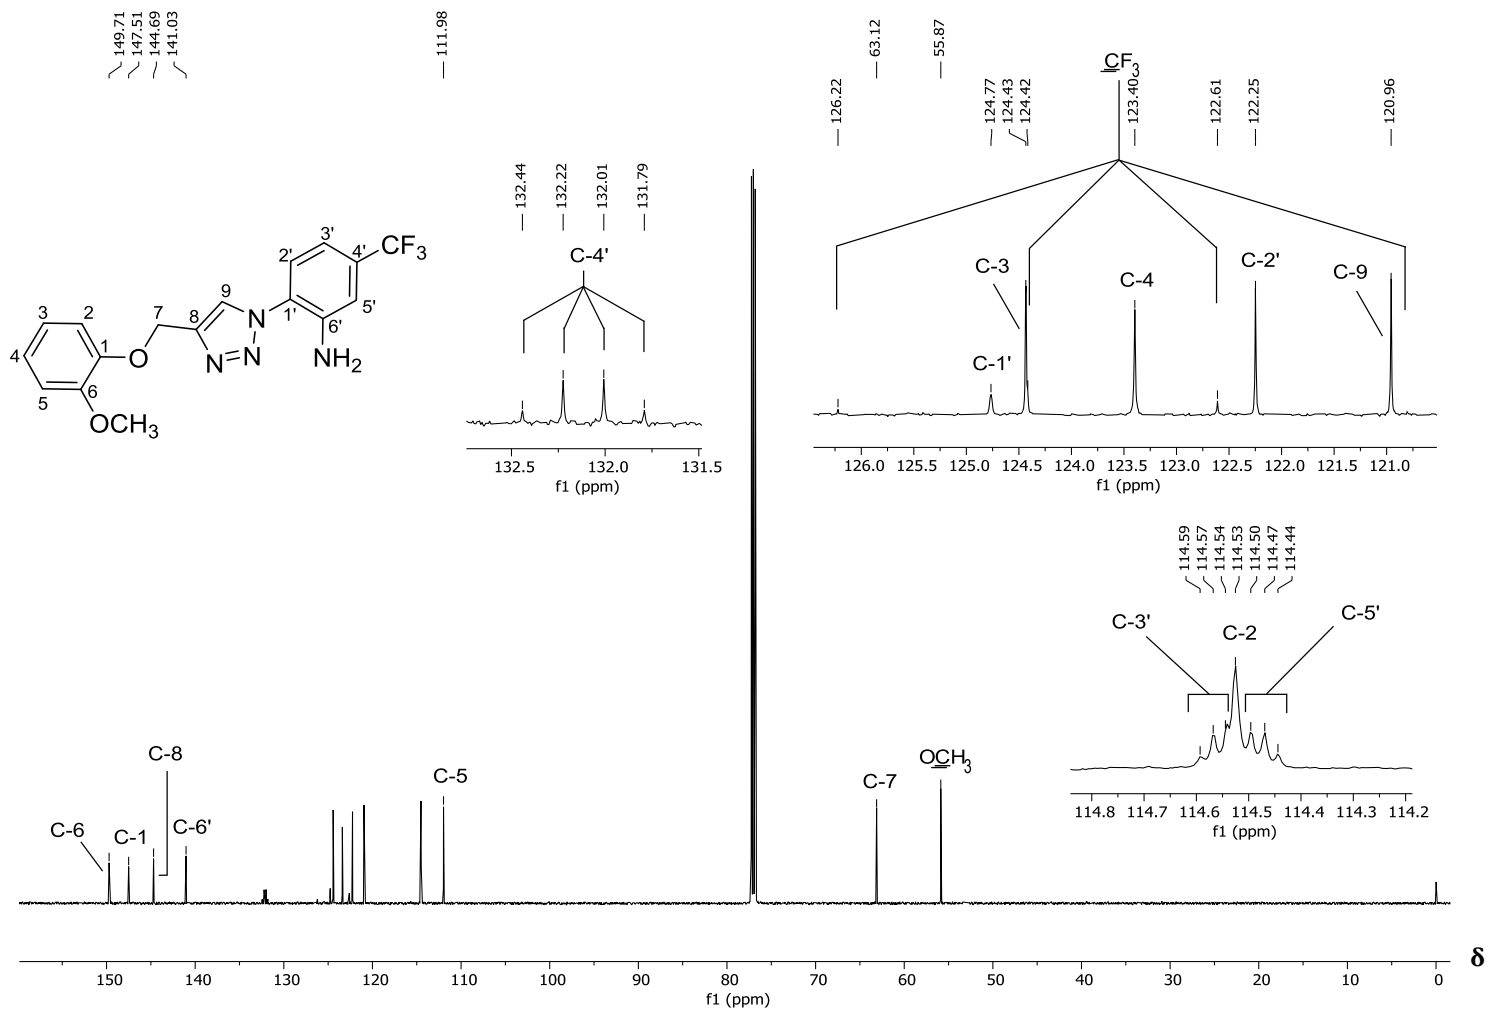 149.71
147.51
144.69
141.03
111.98
63.12
55.87
CF3
126.22
124.77
124.43
124.42
123.40
122.61
122.25
120.96
132.44
132.22
132.01
131.79
C-4'
C-3
C-1'
C-4
C-2'
C-9
3'
2'
4'
CF3
5'
6'
1'
NH2
9
N
N
N
8
7
O
3
2
4
1
5
6
OCH3
132.5 132.0 131.5
f1 (ppm)
126.0 125.5 125.0 124.5 124.0 123.5 123.0 122.5 122.0 121.5 121.0
f1 (ppm)
114.59
114.57
114.54
114.53
114.50
114.47
114.44
C-3'
C-2
C-5'
114.8 114.7 114.6 114.5 114.4 114.3 114.2
f1 (ppm)
C-6
C-1
C-8
C-6'
C-5
C-7
OCH3
150 140 130 120 110 100 90 80 70 60 50 40 30 20 10 0
f1 (ppm)
δ